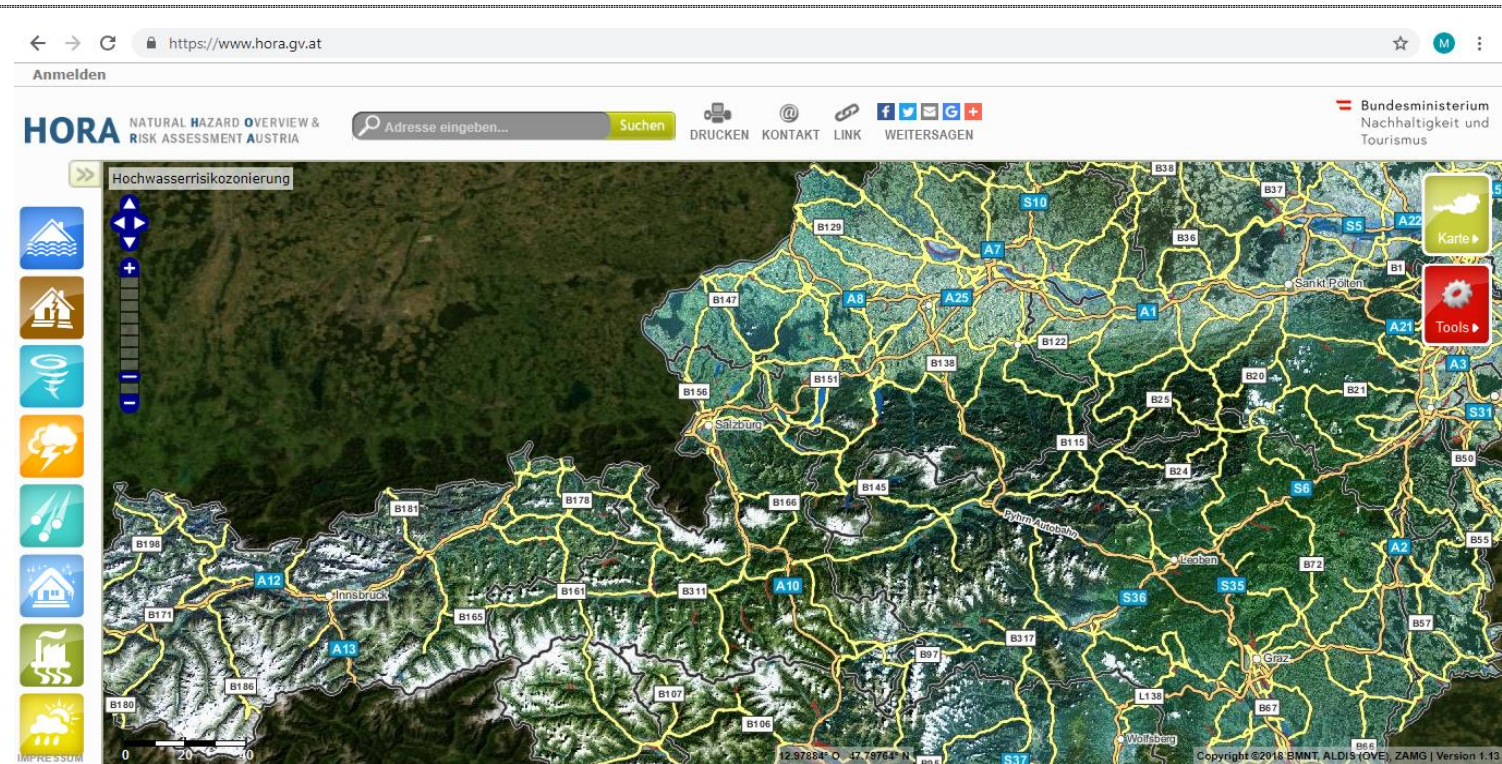 https://www.hora.gv.at
M
Anmelden
HORA NATURAL HAZARD OVERVIEW &
RISK ASSESSMENT AUSTRIA
Adresse eingeben...
Suchen
DRUCKEN
KONTAKT
LINK
WEITERSAGEN
Bundesministerium
Nachhaltigkeit und
Tourismus
Hochwasserrisikozonierung
Karte
Tools
B38
B37
S10
S5
A22
B129
B36
A7
B1
Sankt Pölten
B147
A8
A25
A1
A21
B122
B138
A3
B20
B151
B21
B156
B25
S31
Salzburg
B115
B50
B24
B145
S6
B178
B166
B181
Pyhrn Autobahn
B198
A2
B55
Leoben
B72
A12
B161
B311
A10
S35
Innsbruck
S36
B171
B165
B57
B317
A13
B97
Graz
B186
B107
L138
B180
B67
B106
Wolfsberg
B66
B95
S37
IMPRESSUM
0 20 40
12.97884° O 47.79764° N
Copyright ©2018 BMNT, ALDIS (OVE), ZAMG | Version 1.13